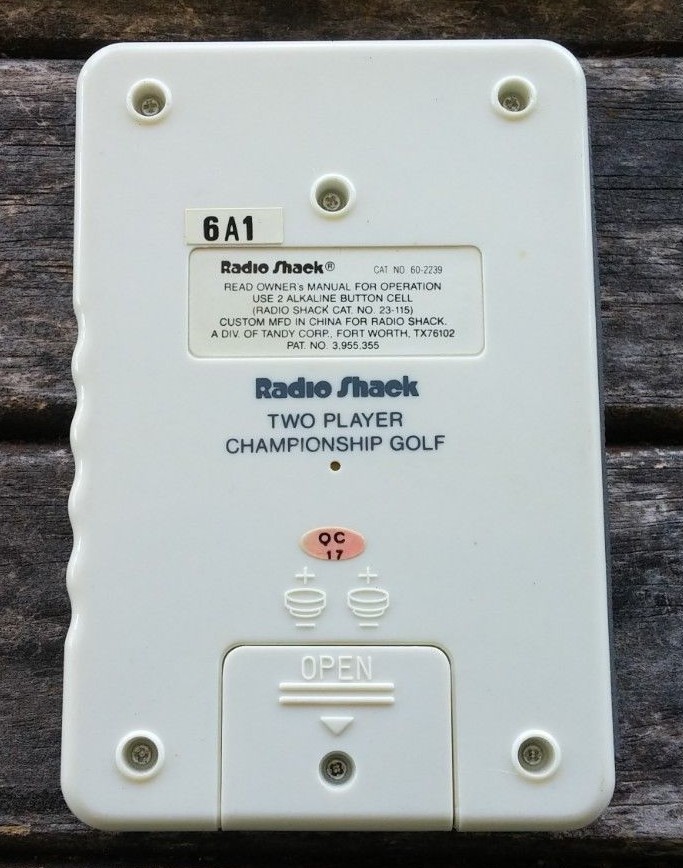 6A1
Radio Shack® CAT NO. 60-2239
READ OWNER's MANUAL FOR OPERATION
USE 2 ALKALINE BUTTON CELL
(RADIO SHACK CAT. NO. 23-115)
CUSTOM MFD IN CHINA FOR RADIO SHACK.
A DIV. OF TANDY CORP., FORT WORTH, TX76102
PAT. NO. 3,955,355
Radio Shack
TWO PLAYER
CHAMPIONSHIP GOLF
QC
17
+ +
- -
OPEN